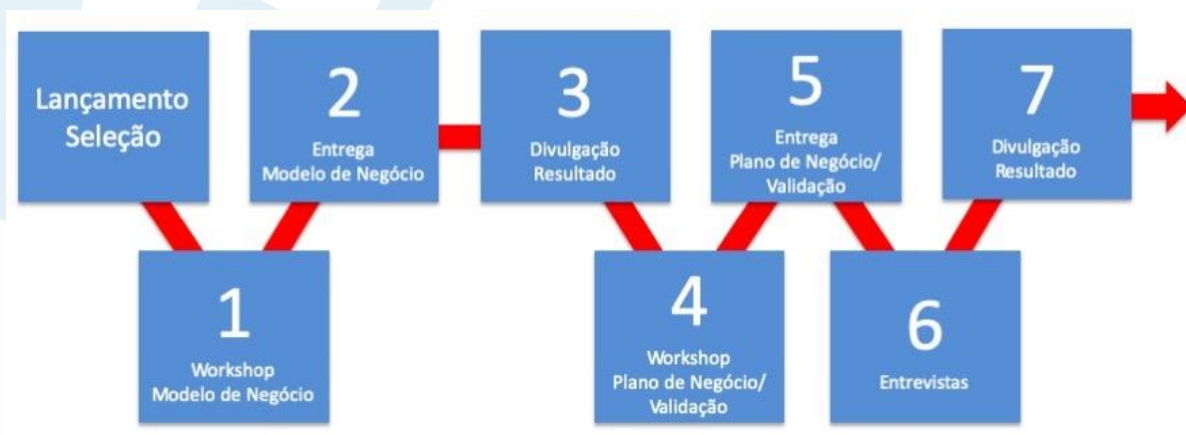 Lançamento
Seleção
1
Workshop
Modelo de Negócio
2
Entrega
Modelo de Negócio
3
Divulgação
Resultado
4
Workshop
Plano de Negócio/
Validação
5
Entrega
Plano de Negócio/
Validação
6
Entrevistas
7
Divulgação
Resultado